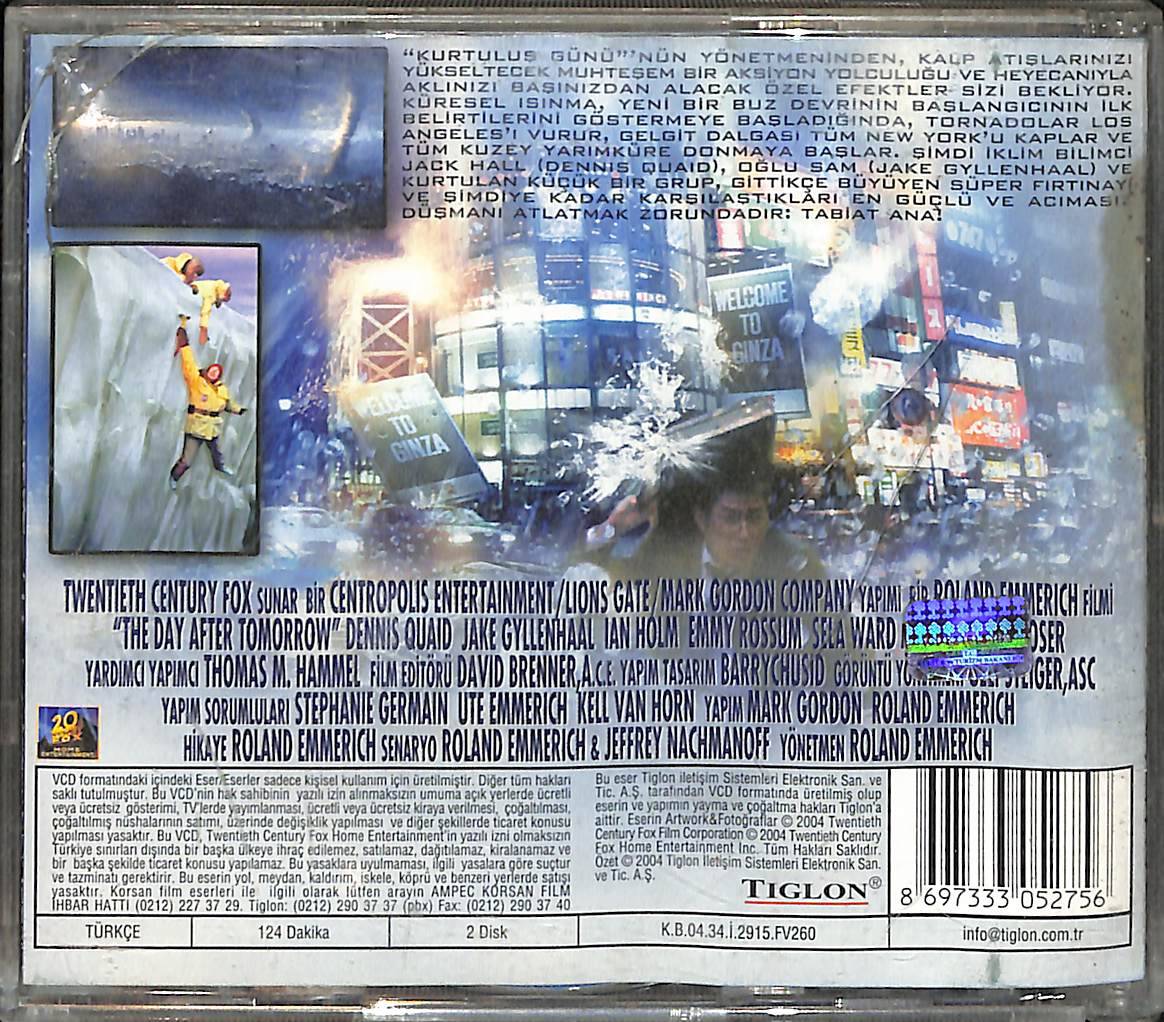 “KURTULUŞ GÜNÜ”’NÜN YÖNETMENİNDEN, KALP ATIŞLARINIZI
YÜKSELTECEK MUHTEŞEM BİR AKSİYON YOLCULUĞU VE HEYECANIYLA
AKLINIZI BAŞINIZDAN ALACAK ÖZEL EFEKTLER SİZİ BEKLİYOR.
KÜRESEL ISINMA, YENİ BİR BUZ DEVRİNİN BAŞLANGICININ İLK
BELİRTİLERİNİ GÖSTERMEYE BAŞLADIĞINDA, TORNADOLAR LOS
ANGELES’I VURUR, GELGİT DALGASI TÜM NEW YORK’U KAPLAR VE
TÜM KUZEY YARIMKÜRE DONMAYA BAŞLAR. ŞİMDİ İKLİM BİLİMCİ
JACK HALL (DENNIS QUAID), OĞLU SAM (JAKE GYLLENHAAL) VE
KURTULAN KÜÇÜK BİR GRUP, GİTTİKÇE BÜYÜYEN SÜPER FIRTINAYI
VE ŞİMDİYE KADAR KARŞILAŞTIKLARI EN GÜÇLÜ VE ACIMASIZ
DÜŞMANI ATLATMAK ZORUNDADIR: TABİAT ANA!
WELCOME
TO
GINZA
WELCOME
TO
GINZA
TWENTIETH CENTURY FOX SUNAR BİR CENTROPOLIS ENTERTAINMENT/LIONS GATE/MARK GORDON COMPANY YAPIMI BİR ROLAND EMMERICH FİLMİ
“THE DAY AFTER TOMORROW” DENNIS QUAID JAKE GYLLENHAAL IAN HOLM EMMY ROSSUM SELA WARD OSER
YARDIMCI YAPIMCI THOMAS M. HAMMEL FİLM EDİTÖRÜ DAVID BRENNER,A.C.E. YAPIM TASARIM BARRYCHUSID GÖRÜNTÜ EIGER,ASC
YAPIM SORUMLULARI STEPHANIE GERMAIN UTE EMMERICH KELL VAN HORN YAPIM MARK GORDON ROLAND EMMERICH
HİKAYE ROLAND EMMERICH SENARYO ROLAND EMMERICH & JEFFREY NACHMANOFF YÖNETMEN ROLAND EMMERICH
T.C.
TURİZM BAKANLIĞI
20
FOX
HOME
ENTERTAINMENT
VCD formatındaki içindeki Eser/Eserler sadece kişisel kullanım için üretilmiştir. Diğer tüm hakları
saklı tutulmuştur. Bu VCD'nin hak sahibinin yazılı izin alınmaksızın umuma açık yerlerde ücretli
veya ücretsiz gösterimi, TV'lerde yayımlanması, ücretli veya ücretsiz kiraya verilmesi, çoğaltılması,
çoğaltılmış nüshalarının satımı, üzerinde değişiklik yapılması ve diğer şekillerde ticaret konusu
yapılması yasaktır. Bu VCD, Twentieth Century Fox Home Entertainment'in yazılı izni olmaksızın
Türkiye sınırları dışında bir başka ülkeye ihraç edilemez, satılamaz, dağıtılamaz, kiralanamaz ve
bir başka şekilde ticaret konusu yapılamaz. Bu yasaklara uyulmaması, ilgili yasalara göre suçtur
ve tazminatı gerektirir. Bu eserin yol, meydan, kaldırım, iskele, köprü ve benzeri yerlerde satışı
yasaktır. Korsan film eserleri ile ilgili olarak lütfen arayın AMPEC KORSAN FİLM
İHBAR HATTI (0212) 227 37 29. Tiglon: (0212) 290 37 37 (pbx) Fax: (0212) 290 37 40
Bu eser Tiglon iletişim Sistemleri Elektronik San. ve
Tic. A.Ş. tarafından VCD formatında üretilmiş olup
eserin ve yapımın yayma ve çoğaltma hakları Tiglon'a
aittir. Eserin Artwork&Fotoğraflar © 2004 Twentieth
Century Fox Film Corporation © 2004 Twentieth Century
Fox Home Entertainment Inc. Tüm Hakları Saklıdır.
Özet © 2004 Tiglon İletişim Sistemleri Elektronik San.
ve Tic. A.Ş.
TIGLON®
8 697333 052756
TÜRKÇE
124 Dakika
2 Disk
K.B.04.34.İ.2915.FV260
info@tiglon.com.tr